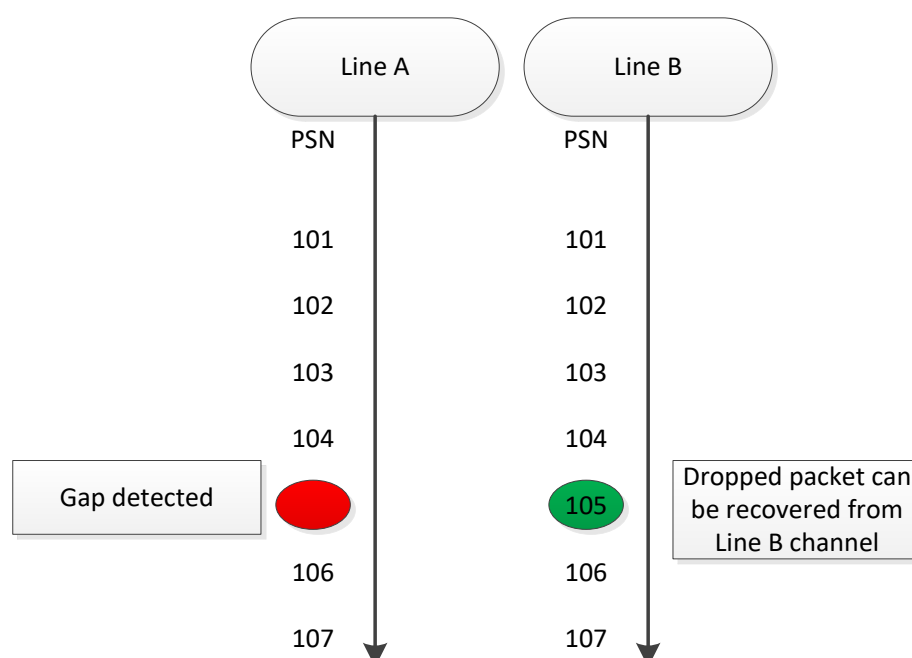 Line A Line B
PSN PSN
101 101
102 102
103 103
104 104
Gap detected 105 Dropped packet can
be recovered from
Line B channel
106 106
107 107